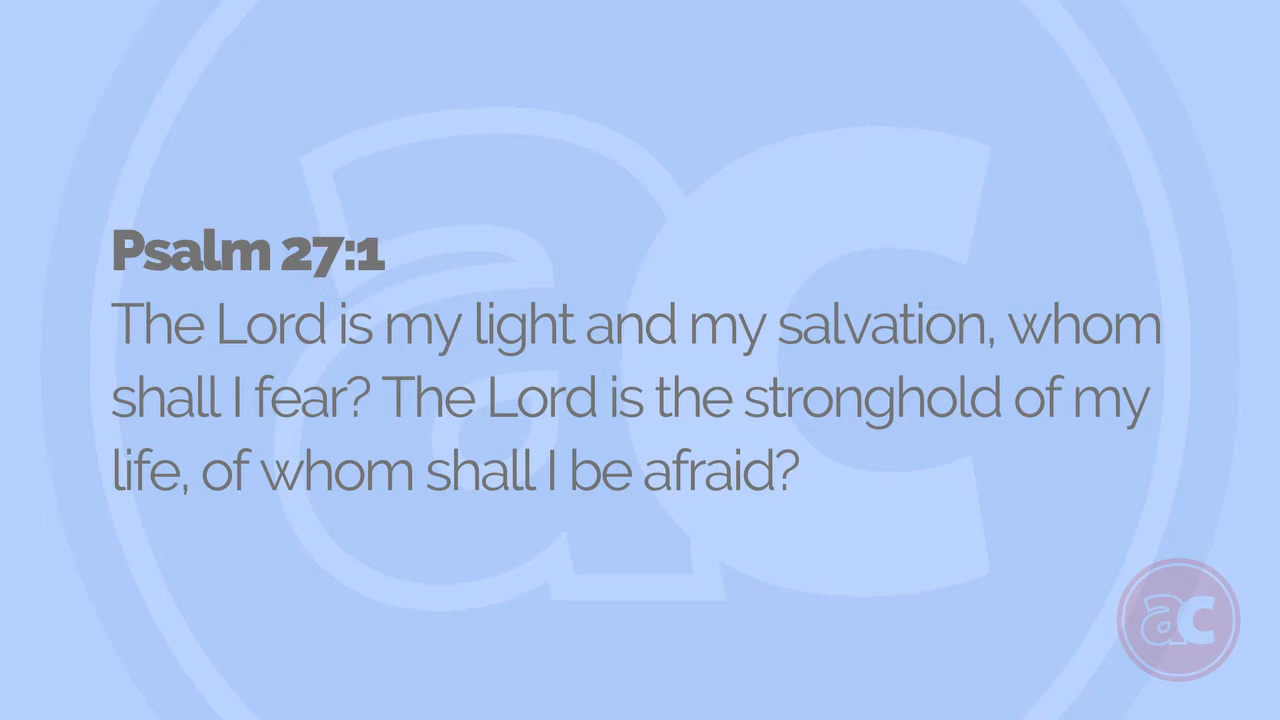 Psalm 27:1
The Lord is my light and my salvation, whom
shall I fear? The Lord is the stronghold of my
life, of whom shall I be afraid?
ac
ac